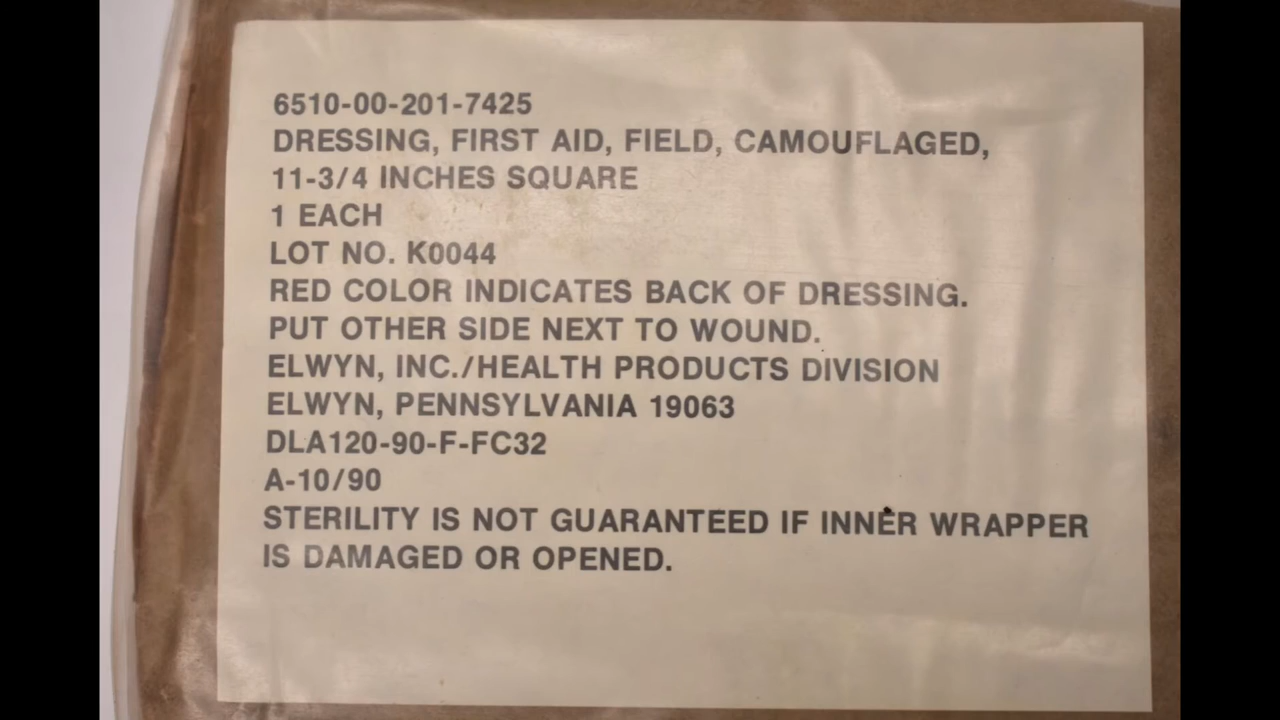 6510-00-201-7425
DRESSING, FIRST AID, FIELD, CAMOUFLAGED,
11-3/4 INCHES SQUARE
1 EACH
LOT NO. K0044
RED COLOR INDICATES BACK OF DRESSING.
PUT OTHER SIDE NEXT TO WOUND.
ELWYN, INC./HEALTH PRODUCTS DIVISION
ELWYN, PENNSYLVANIA 19063
DLA120-90-F-FC32
A-10/90
STERILITY IS NOT GUARANTEED IF INNER WRAPPER
IS DAMAGED OR OPENED.